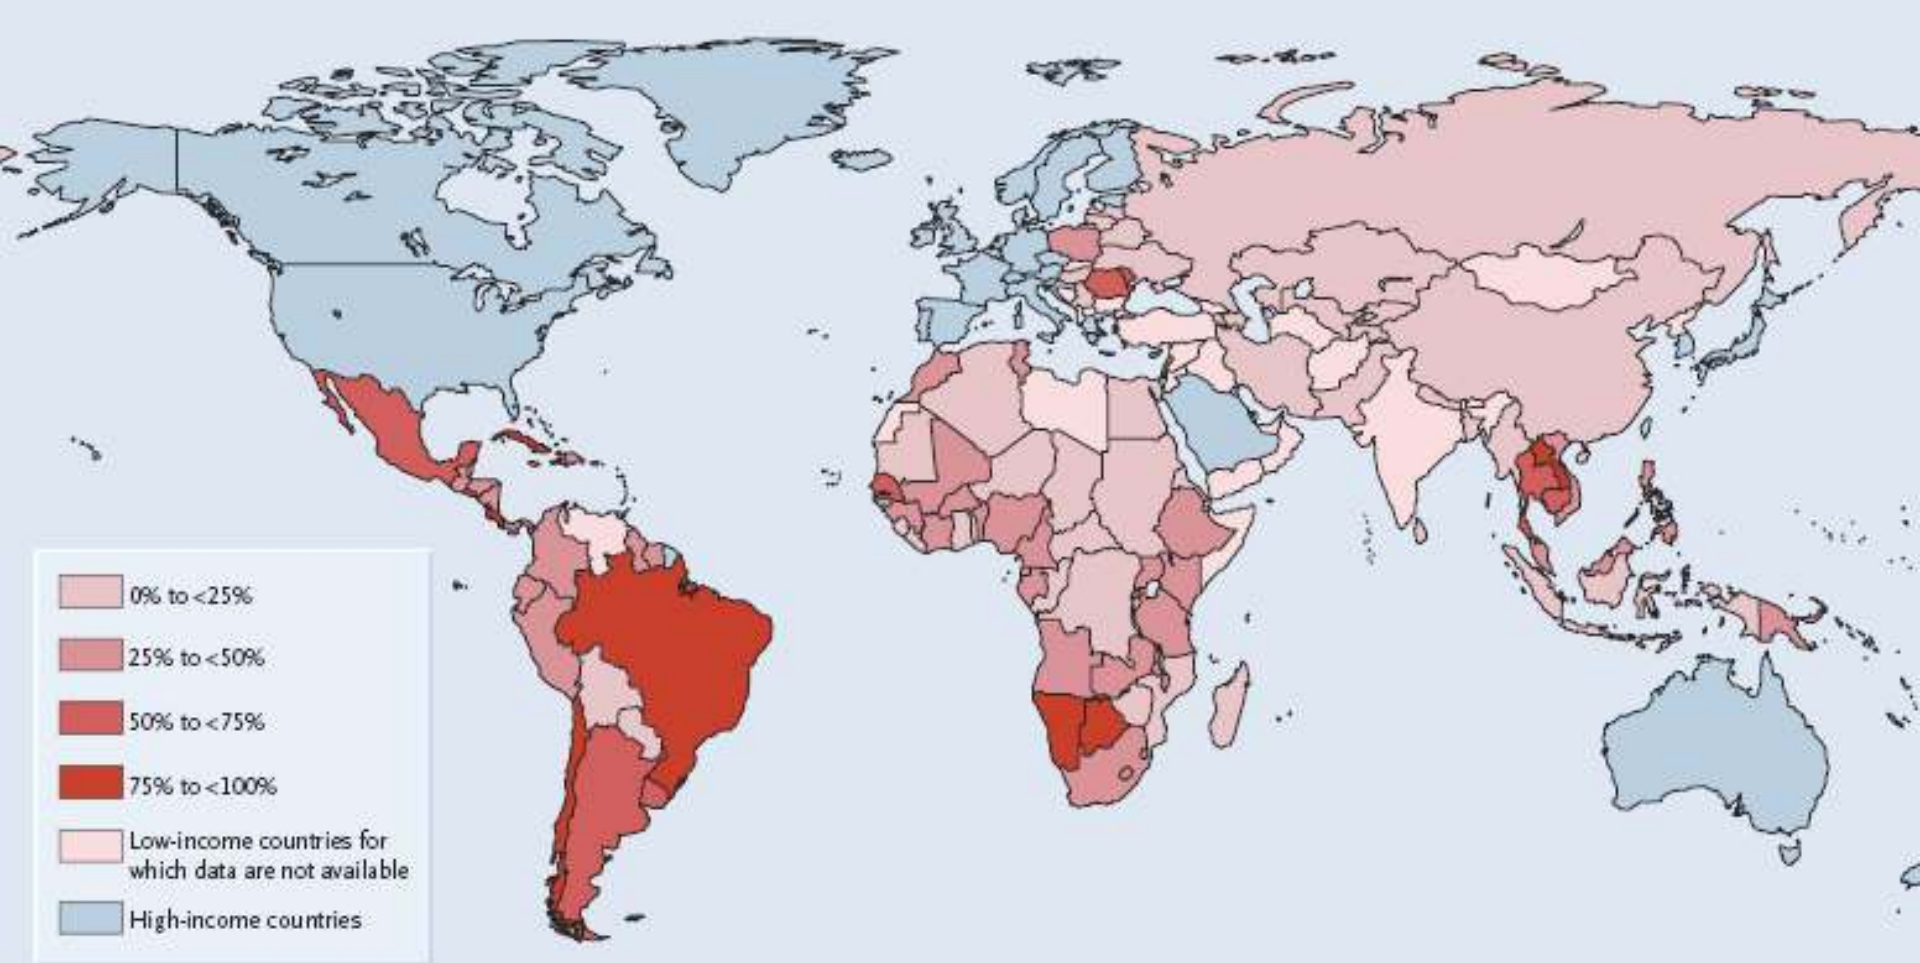 0% to <25%
25% to <50%
50% to <75%
75% to <100%
Low-income countries for
which data are not available
High-income countries